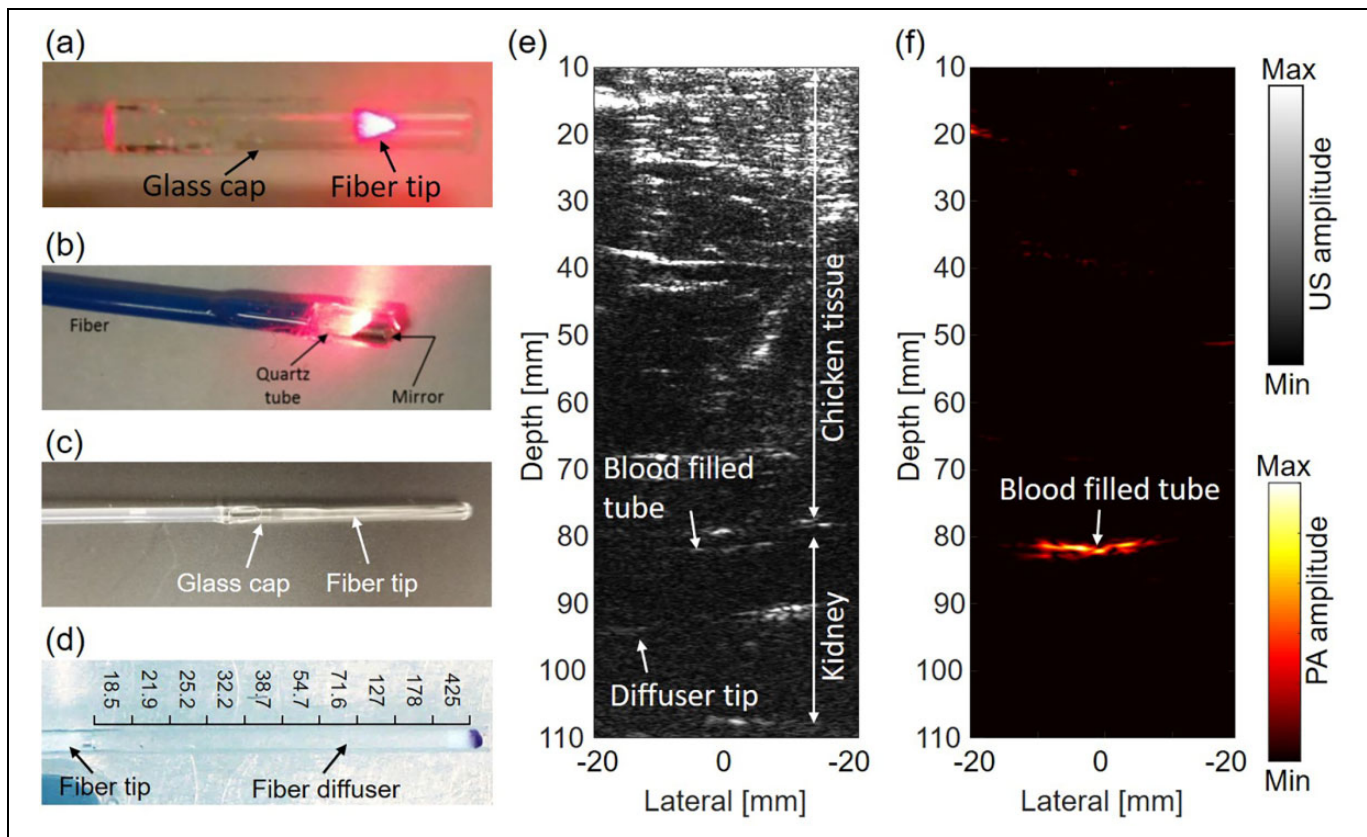 (a)
Glass cap
Fiber tip
(b)
Fiber
Quartz
tube
Mirror
(c)
Glass cap
Fiber tip
(d)
18.5 21.9 25.2 32.2 38.7 54.7 71.6 127 178 425
Fiber tip
Fiber diffuser
(e)
10
20
30
40
50
60
70
80
90
100
110
Depth [mm]
-20 0 -20
Lateral [mm]
Chicken tissue
Blood filled
tube
Kidney
Diffuser tip
(f)
10
20
30
40
50
60
70
80
90
100
110
Depth [mm]
-20 0 -20
Lateral [mm]
Blood filled tube
Max
US amplitude
Min
Max
PA amplitude
Min